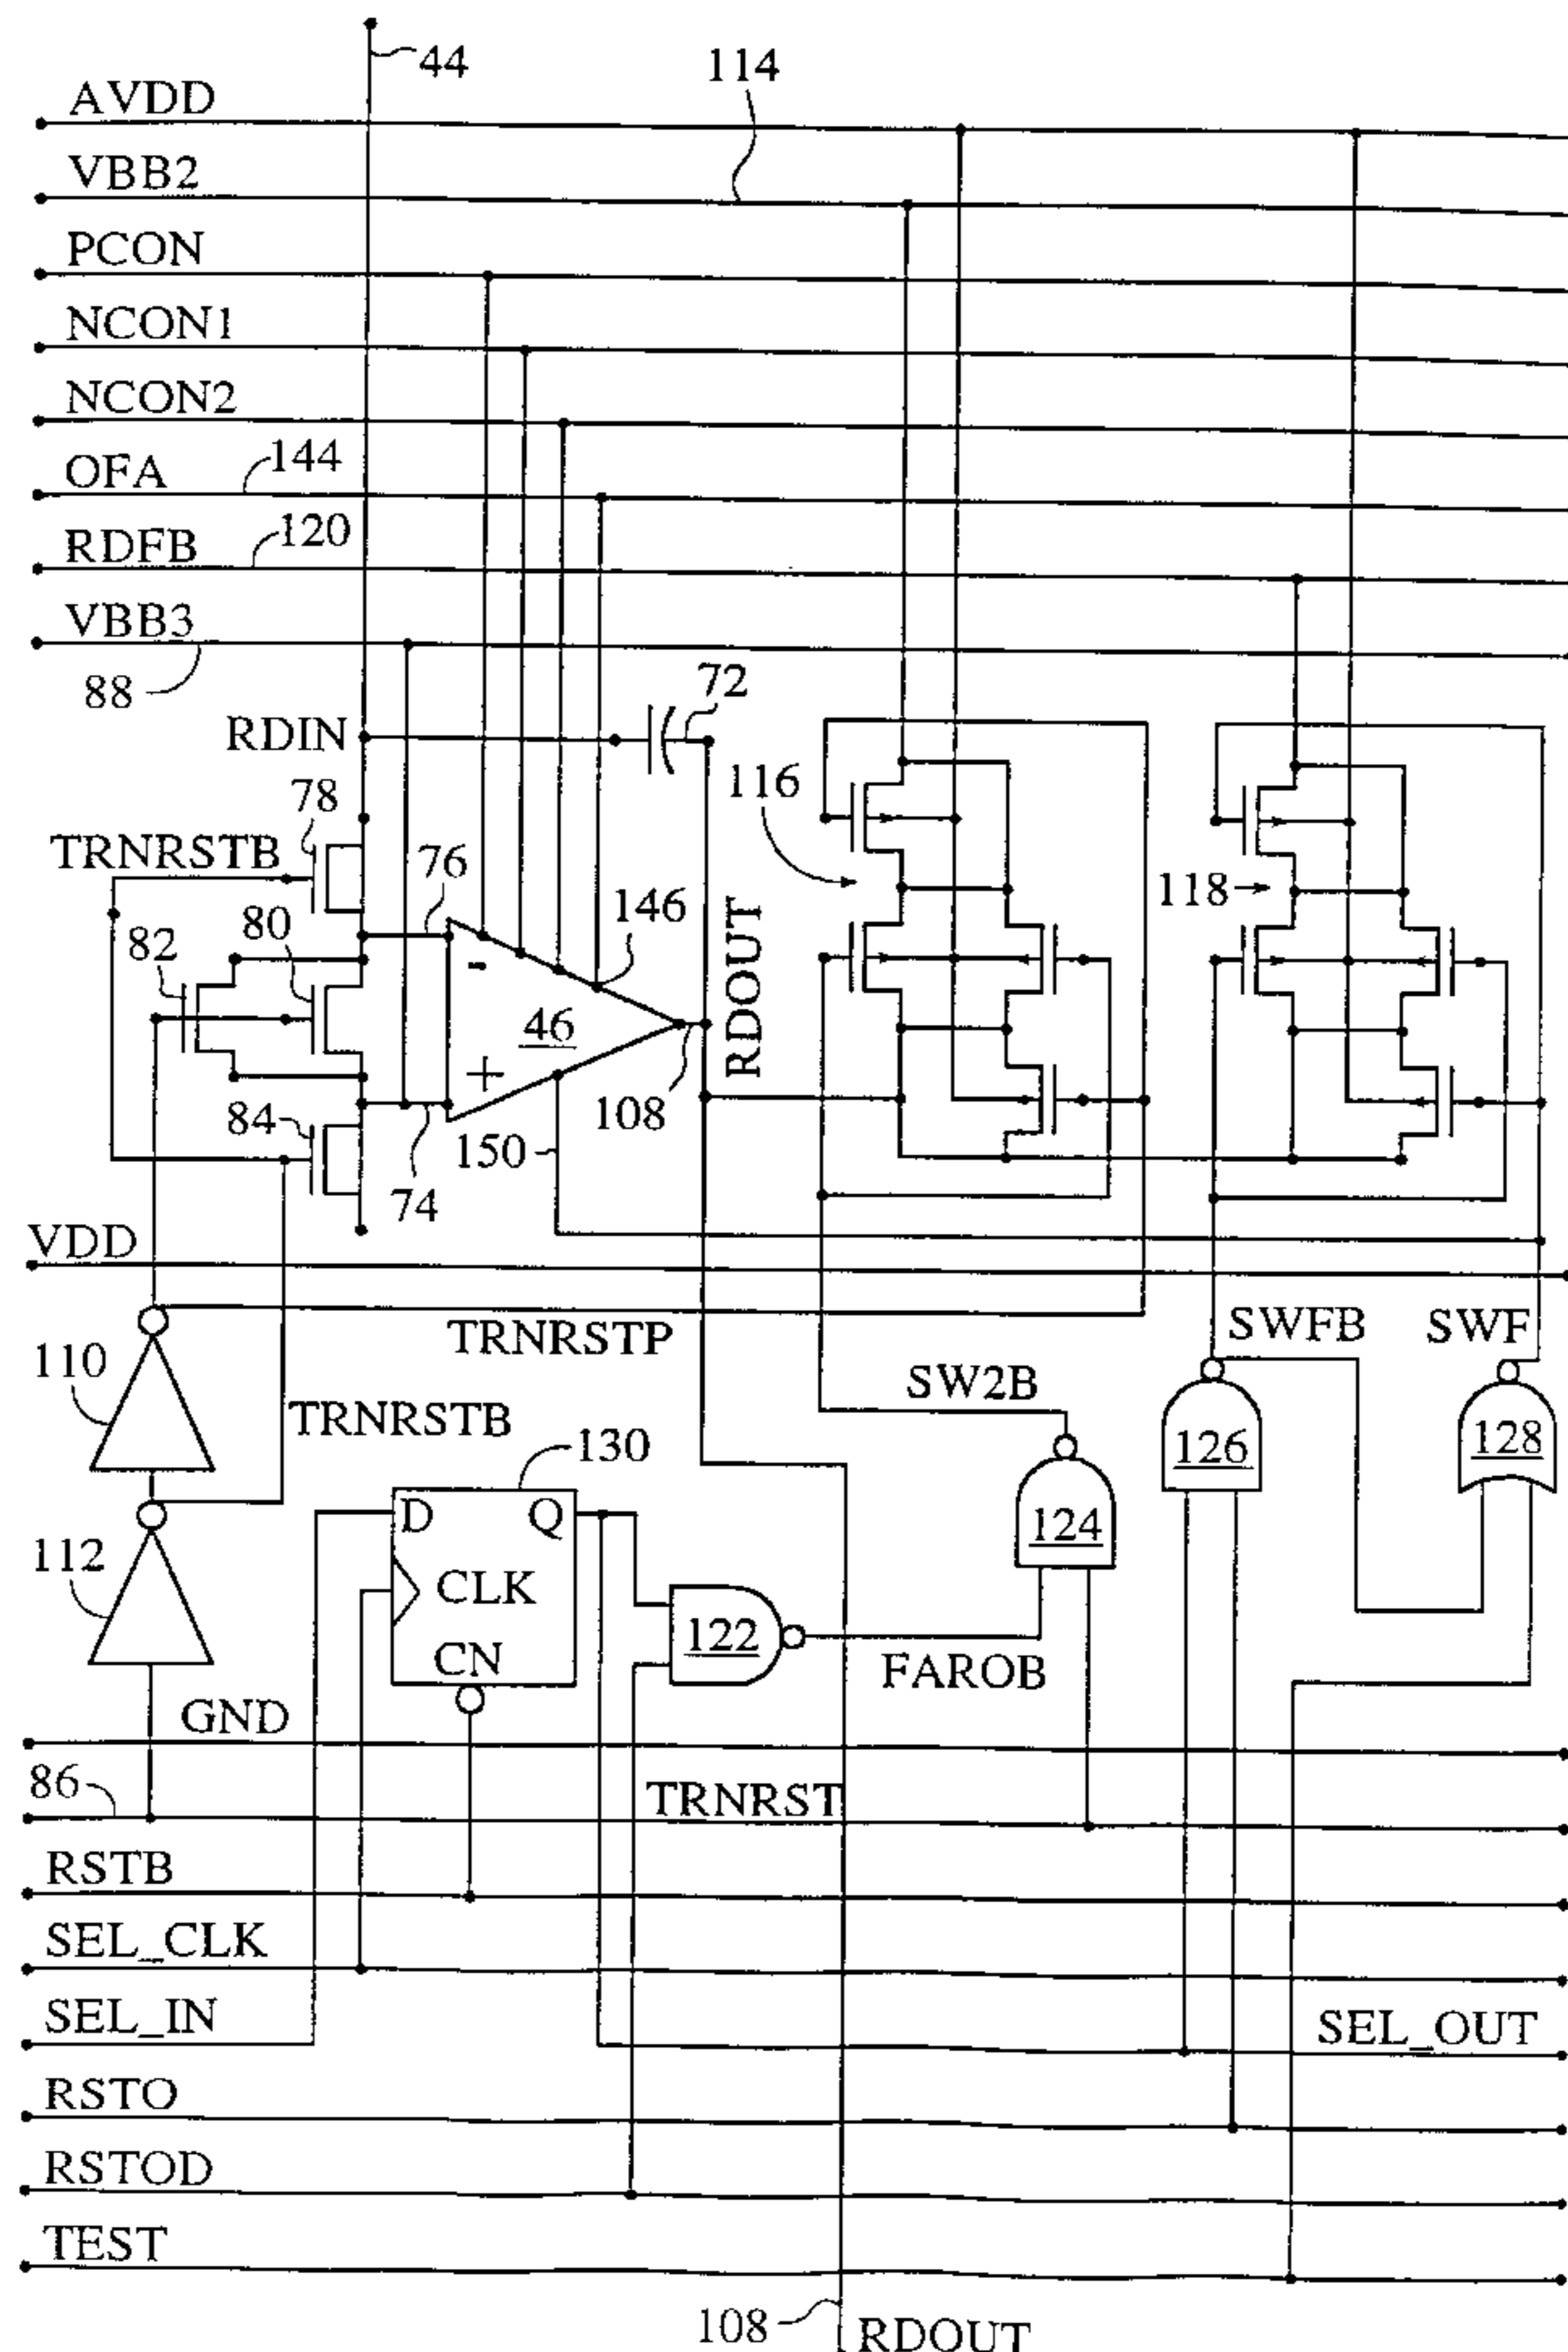 44
AVDD
114
VBB2
PCON
NCON1
NCON2
OFA
144
RDFB
120
VBB3
88
RDIN
72
78
116
TRNRSTB
76
118
80
146
82
RDOUT
- 46 +
84
108
150
74
VDD
TRNRSTP
SWFB
SWF
110
SW2B
TRNRSTB
130
126
128
D
Q
124
112
CLK
122
CN
FAROB
GND
86
TRNRST
RSTB
SEL_CLK
SEL_IN
SEL_OUT
RSTO
RSTOD
TEST
108
RDOUT